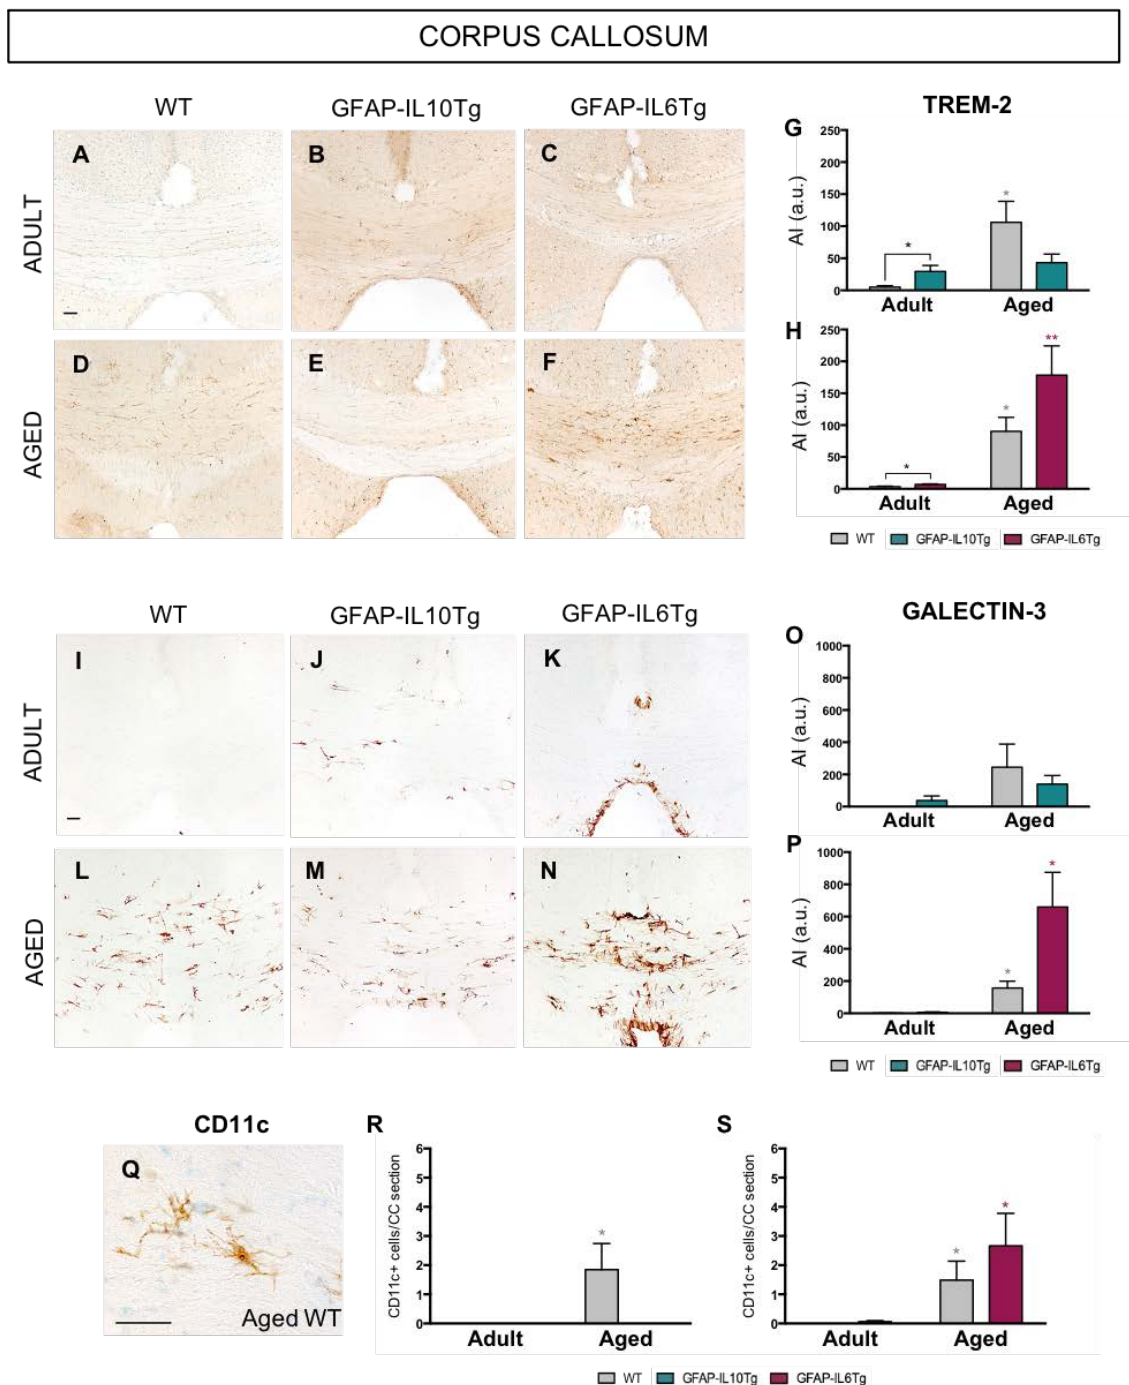 CORPUS CALLOSUM
WT GFAP-IL10Tg GFAP-IL6Tg TREM-2
ADULT
A B C
G
AI (a.u.)
250
200
150
100
50
0
* *
Adult Aged
AGED
D E F
H
AI (a.u.)
250
200
150
100
50
0
* * **
Adult Aged
WT GFAP-IL10Tg GFAP-IL6Tg
WT GFAP-IL10Tg GFAP-IL6Tg GALECTIN-3
ADULT
I J K
O
AI (a.u.)
1000
800
600
400
200
0
Adult Aged
AGED
L M N
P
AI (a.u.)
1000
800
600
400
200
0
* *
Adult Aged
WT GFAP-IL10Tg GFAP-IL6Tg
CD11c
Q
Aged WT
R
CD11c+ cells/CC section
6
5
4
3
2
1
0
*
Adult Aged
S
CD11c+ cells/CC section
6
5
4
3
2
1
0
* *
Adult Aged
WT GFAP-IL10Tg GFAP-IL6Tg